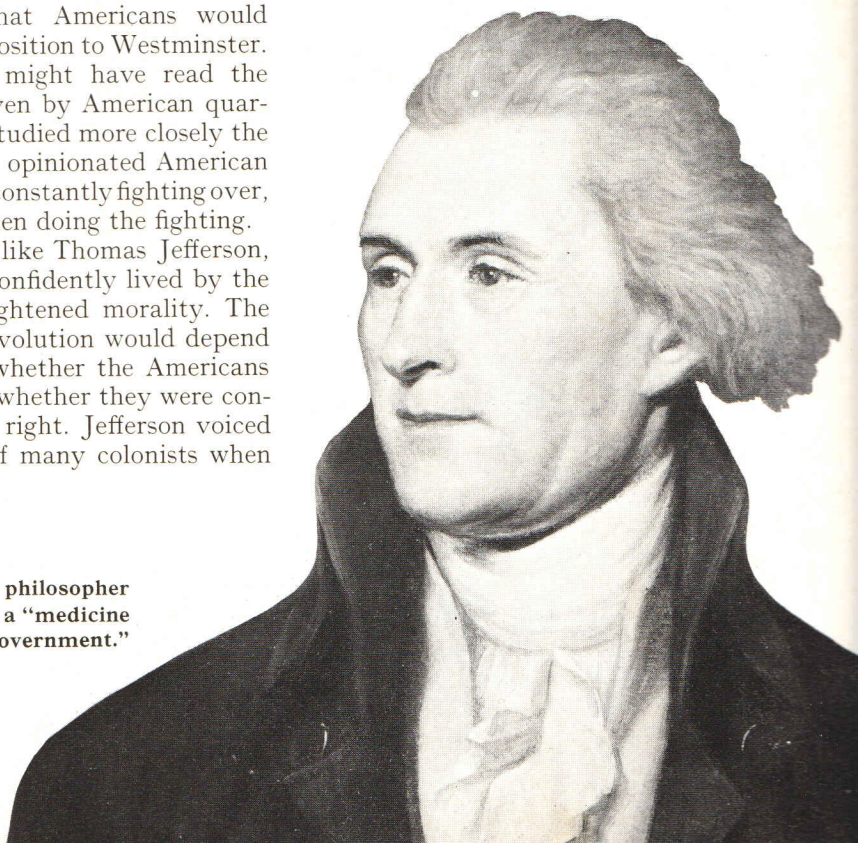 hat Americans would
osition to Westminster.
might have read the
ven by American quar-
tudied more closely the
opinionated American
onstantly fighting over,
en doing the fighting.
like Thomas Jefferson,
onfidently lived by the
ghtened morality. The
volution would depend
whether the Americans
whether they were con-
right. Jefferson voiced
f many colonists when
philosopher
a “medicine
overnment.”